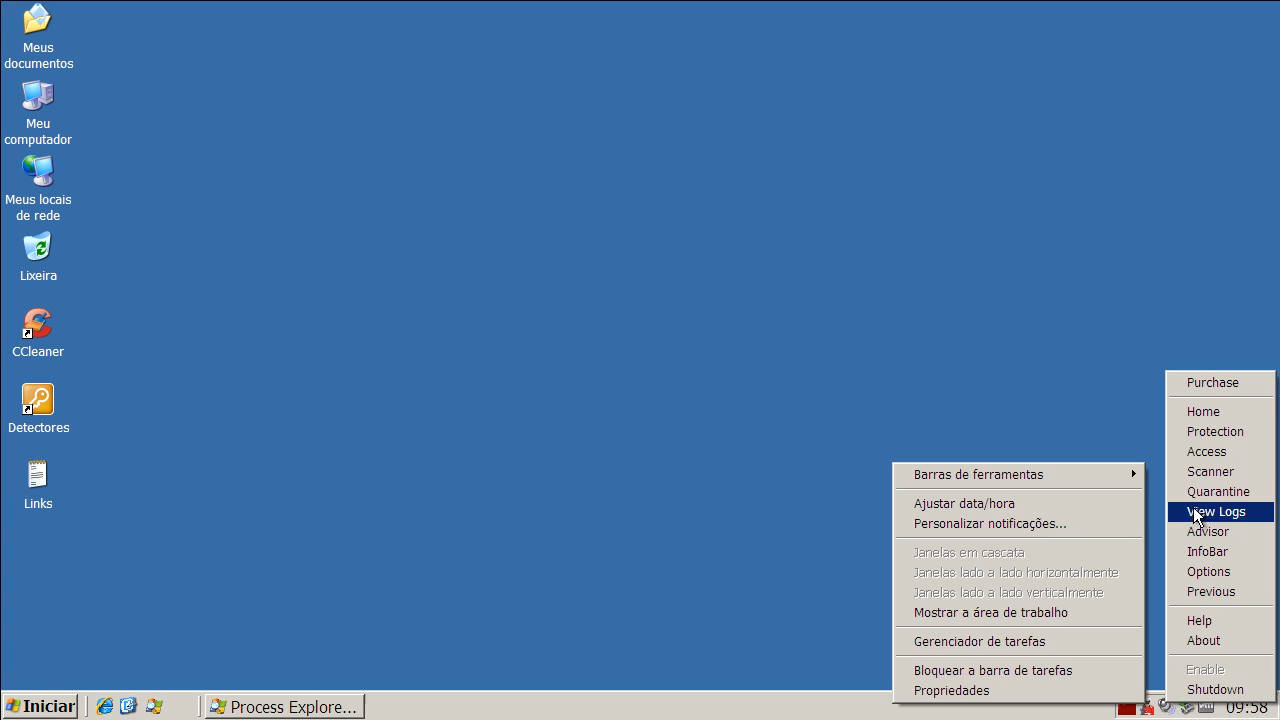 Meus
documentos
Meu
computador
Meus locais
de rede
Lixeira
CCleaner
Detectores
Links
Barras de ferramentas
Ajustar data/hora
Personalizar notificações...
Janelas em cascata
Janelas lado a lado horizontalmente
Janelas lado a lado verticalmente
Mostrar a área de trabalho
Gerenciador de tarefas
Bloquear a barra de tarefas
Propriedades
Purchase
Home
Protection
Access
Scanner
Quarantine
View Logs
Advisor
InfoBar
Options
Previous
Help
About
Enable
Shutdown
Iniciar
Process Explore...
09:58